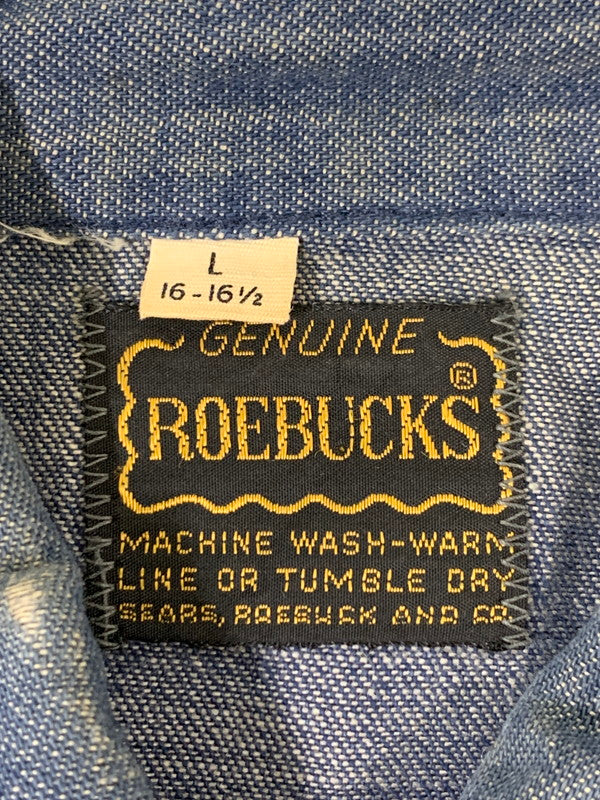 L
16-16½
GENUINE
ROEBUCKS®
MACHINE WASH-WARM
LINE OR TUMBLE DRY
SEARS, ROEBUCK AND CO.